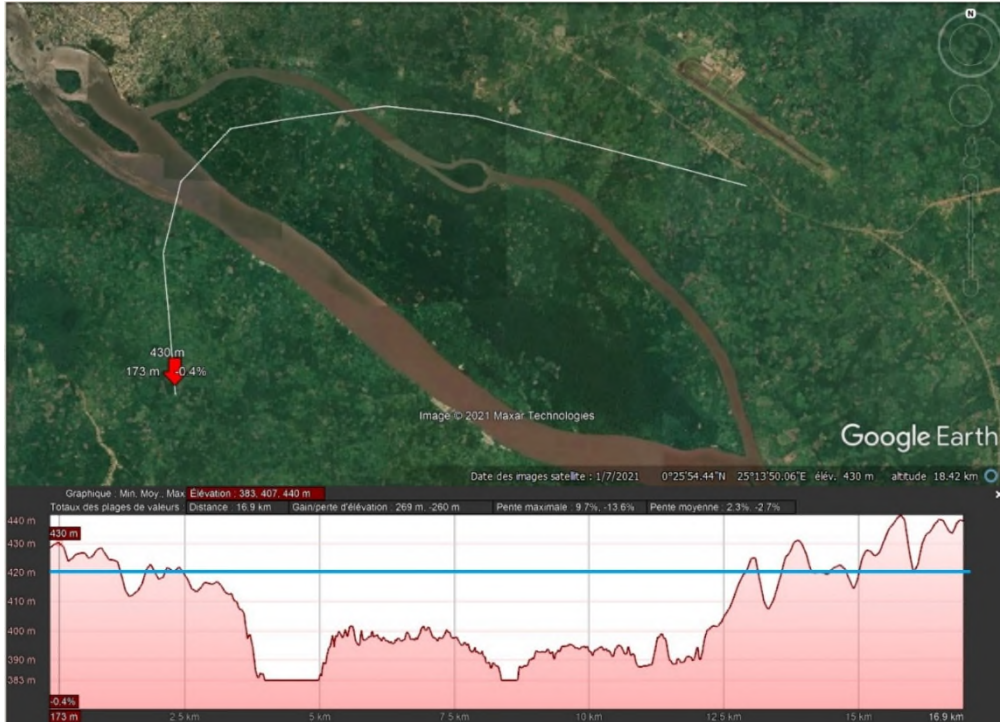 N
430 m
173 m -0.4%
Image © 2021 Maxar Technologies
Google Earth
Date des images satellite : 1/7/2021 0°25'54.44"N 25°13'50.06"E élév. 430 m altitude 18.42 km
Graphique : Min, Moy., Max Élévation : 383, 407, 440 m
Totaux des plages de valeurs Distance : 16.9 km Gain/perte d'élévation : 269 m, -260 m Pente maximale : 9.7%, -13.6% Pente moyenne : 2.3%, -2.7%
440 m
430 m
430 m
420 m
410 m
400 m
390 m
383 m
-0.4%
173 m 2.5 km 5 km 7.5 km 10 km 12.5 km 15 km 16.9 km